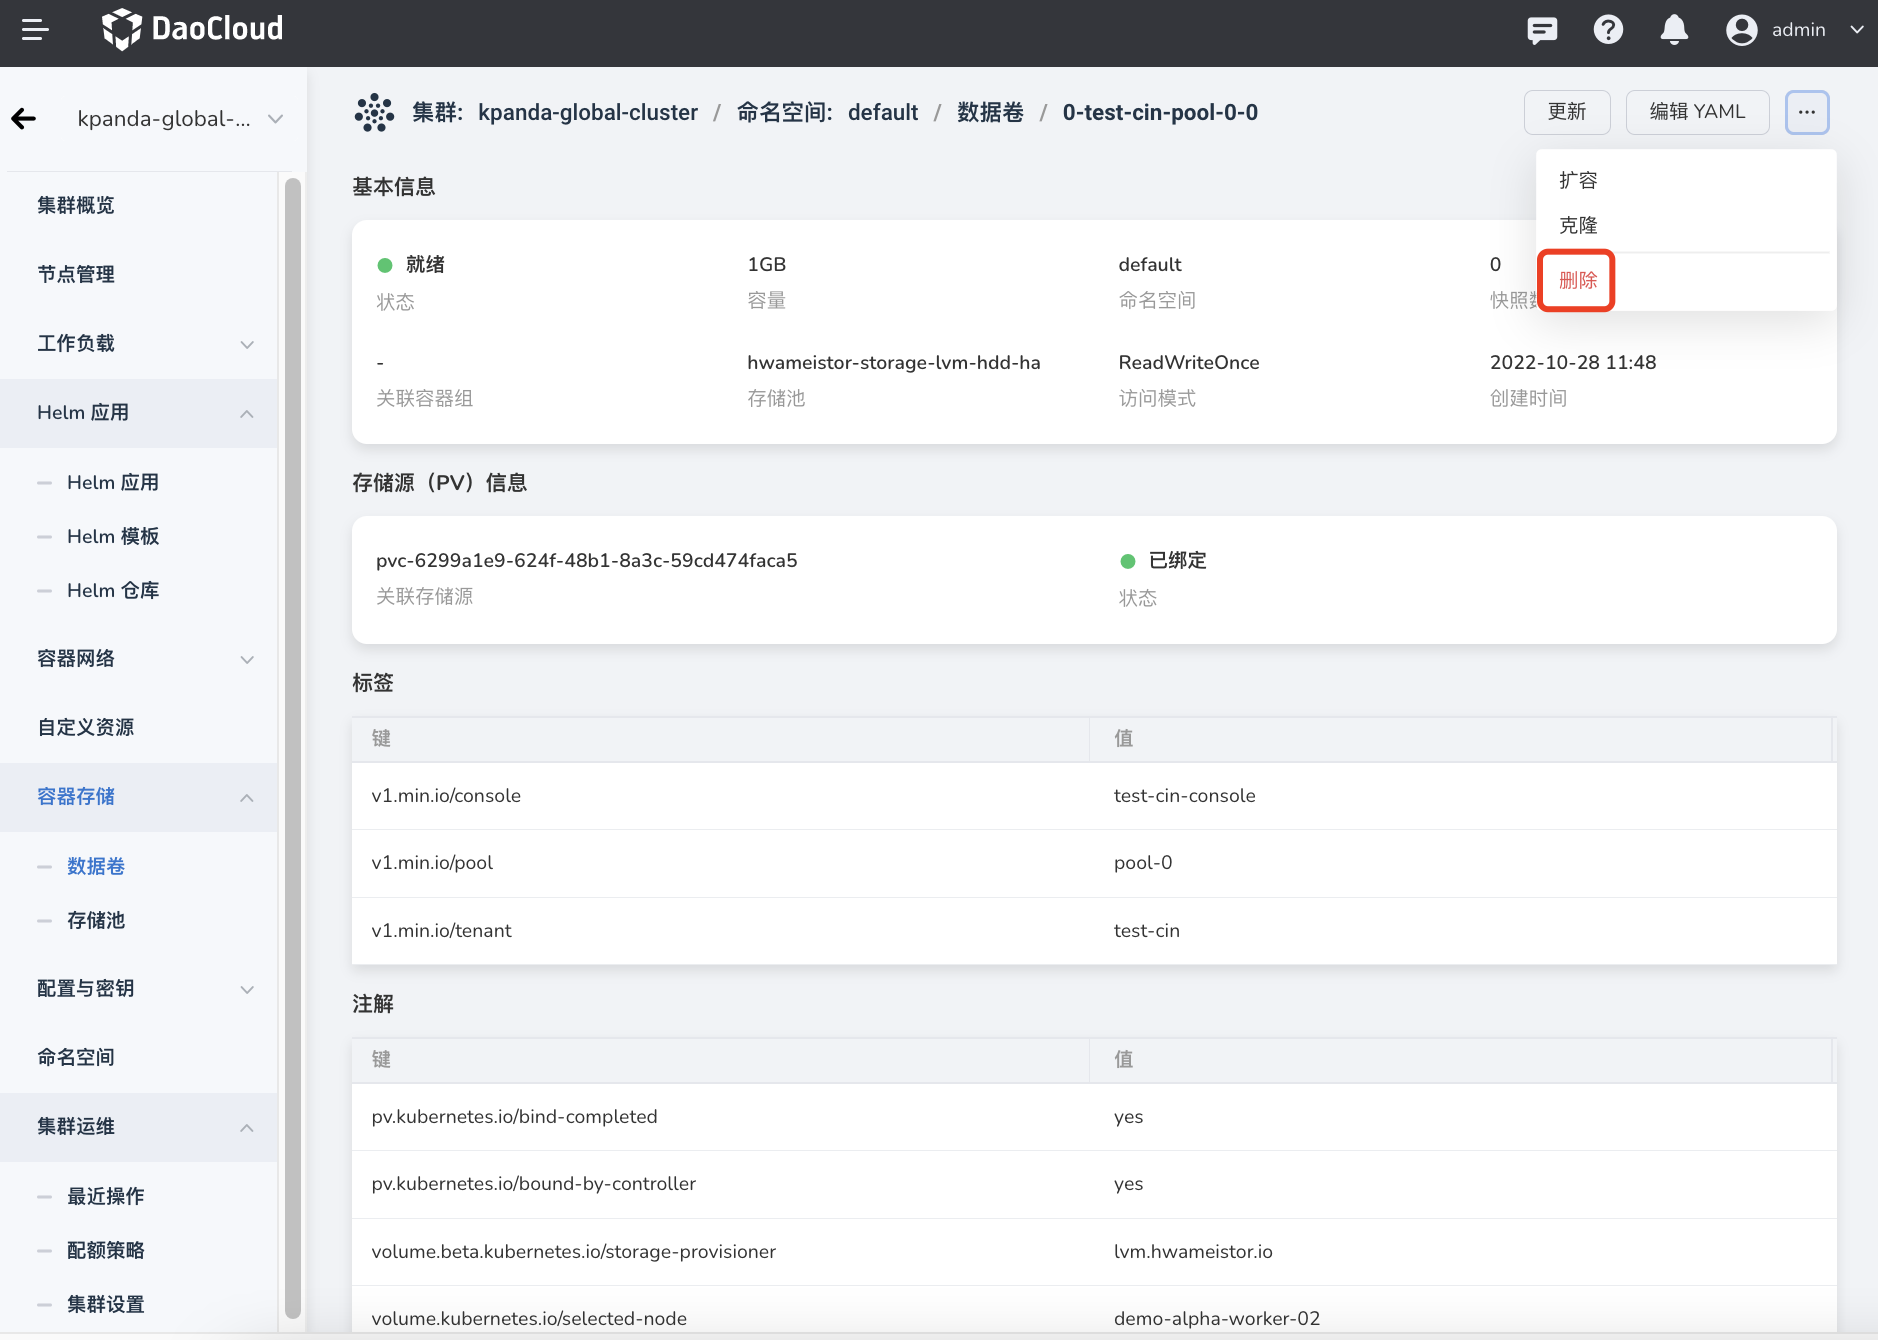 DaoCloud
admin
kpanda-global-...
集群: kpanda-global-cluster / 命名空间: default / 数据卷 / 0-test-cin-pool-0-0
更新
编辑 YAML
扩容
克隆
删除
集群概览
节点管理
工作负载
Helm 应用
Helm 应用
Helm 模板
Helm 仓库
容器网络
自定义资源
容器存储
数据卷
存储池
配置与密钥
命名空间
集群运维
最近操作
配额策略
集群设置
基本信息
就绪 1GB default 0
状态 容量 命名空间 快照
- hwameistor-storage-lvm-hdd-ha ReadWriteOnce 2022-10-28 11:48
关联容器组 存储池 访问模式 创建时间
存储源（PV）信息
pvc-6299a1e9-624f-48b1-8a3c-59cd474faca5 已绑定
关联存储源 状态
标签
键 值
v1.min.io/console test-cin-console
v1.min.io/pool pool-0
v1.min.io/tenant test-cin
注解
键 值
pv.kubernetes.io/bind-completed yes
pv.kubernetes.io/bound-by-controller yes
volume.beta.kubernetes.io/storage-provisioner lvm.hwameistor.io
volume.kubernetes.io/selected-node demo-alpha-worker-02